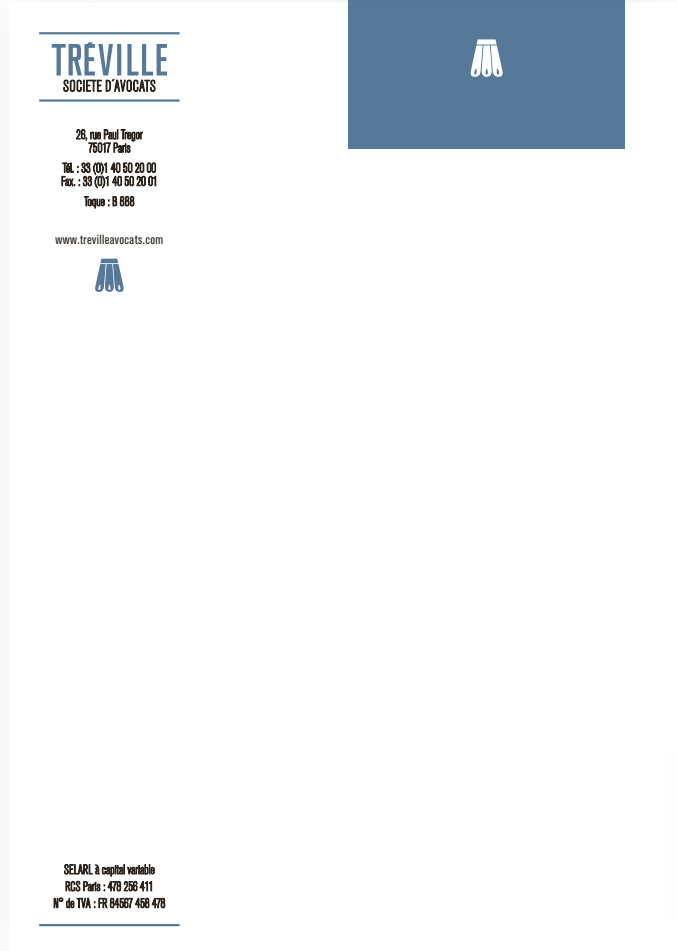 TRÉVILLE
SOCIETE D'AVOCATS
26, rue Paul Tregor
75017 Paris
Tél. : 33 (0)1 40 50 20 00
Fax. : 33 (0)1 40 50 20 01
Toque : B 888
www.trevilleavocats.com
SELARL à capital variable
RCS Paris : 478 256 411
N° de TVA : FR 84567 458 478